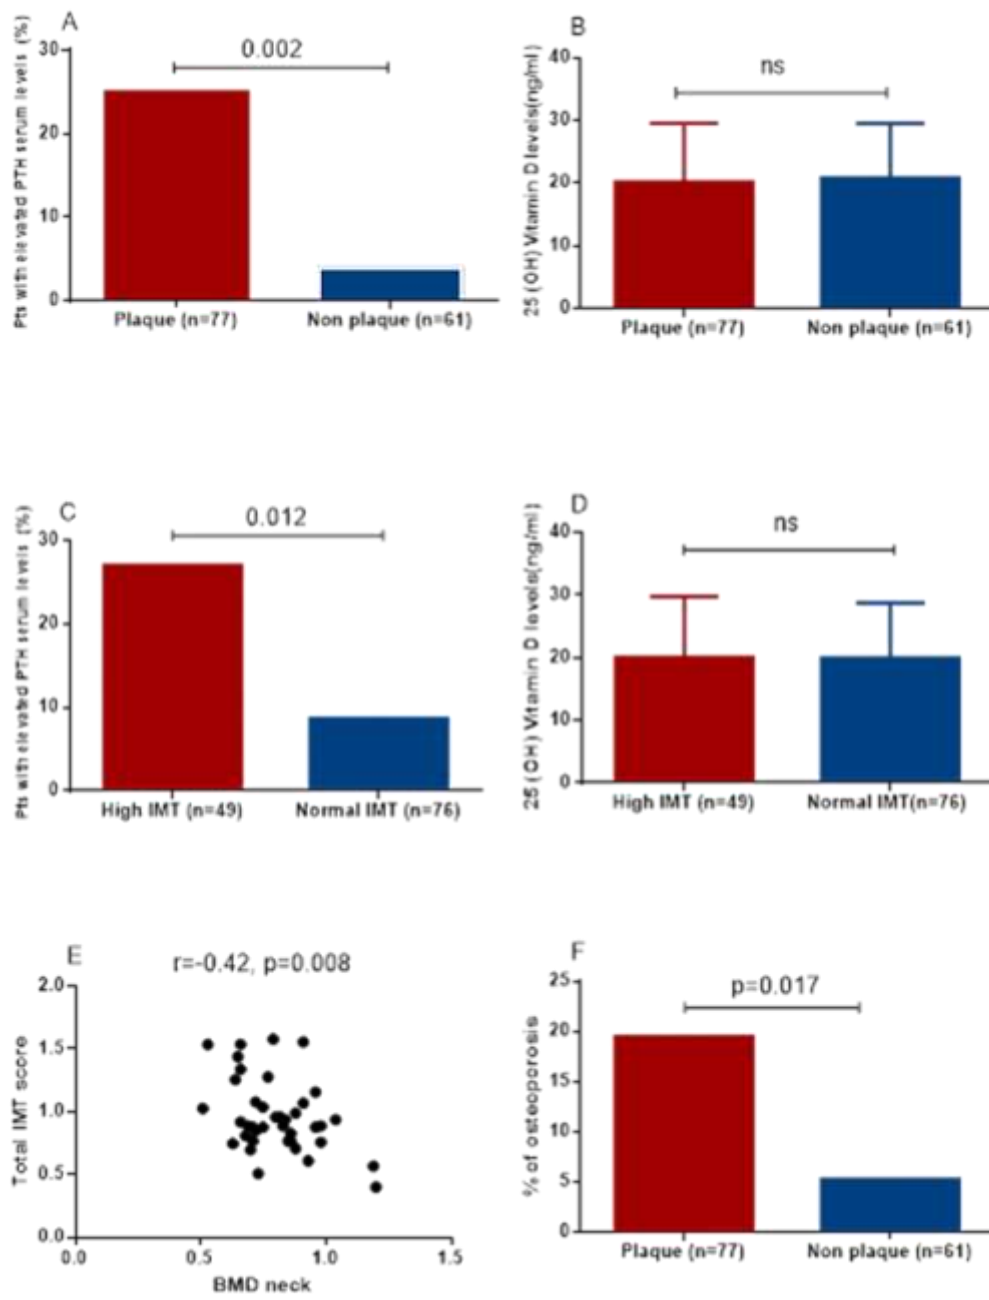 A
Pts with elevated PTH serum levels (%)
30
20
10
0
0.002
Plaque (n=77)
Non plaque (n=61)
B
25 (OH) Vitamin D levels(ng/ml)
40
30
20
10
0
ns
Plaque (n=77)
Non plaque (n=61)
C
Pts with elevated PTH serum levels (%)
30
20
10
0
0.012
High IMT (n=49)
Normal IMT (n=76)
D
25 (OH) Vitamin D levels(ng/ml)
40
30
20
10
0
ns
High IMT (n=49)
Normal IMT(n=76)
E
r=-0.42, p=0.008
Total IMT score
2.0
1.5
1.0
0.5
0.0
0.0 0.5 1.0 1.5
BMD neck
F
% of osteoporosis
25
20
15
10
5
0
p=0.017
Plaque (n=77)
Non plaque (n=61)